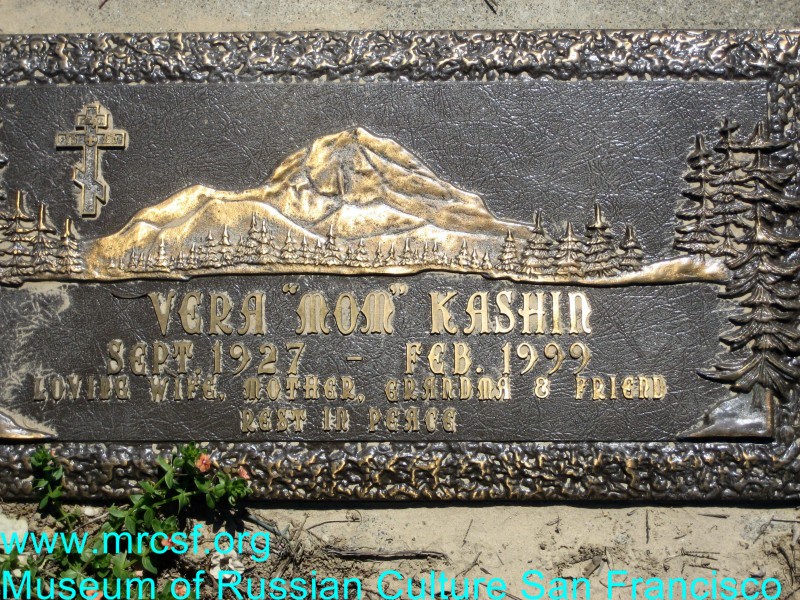 VERA "MOM" KASHIN
SEPT. 1927 - FEB. 1999
LOVING WIFE, MOTHER, GRANDMA & FRIEND
REST IN PEACE
www.mrcsf.org
Museum of Russian Culture San Francisco